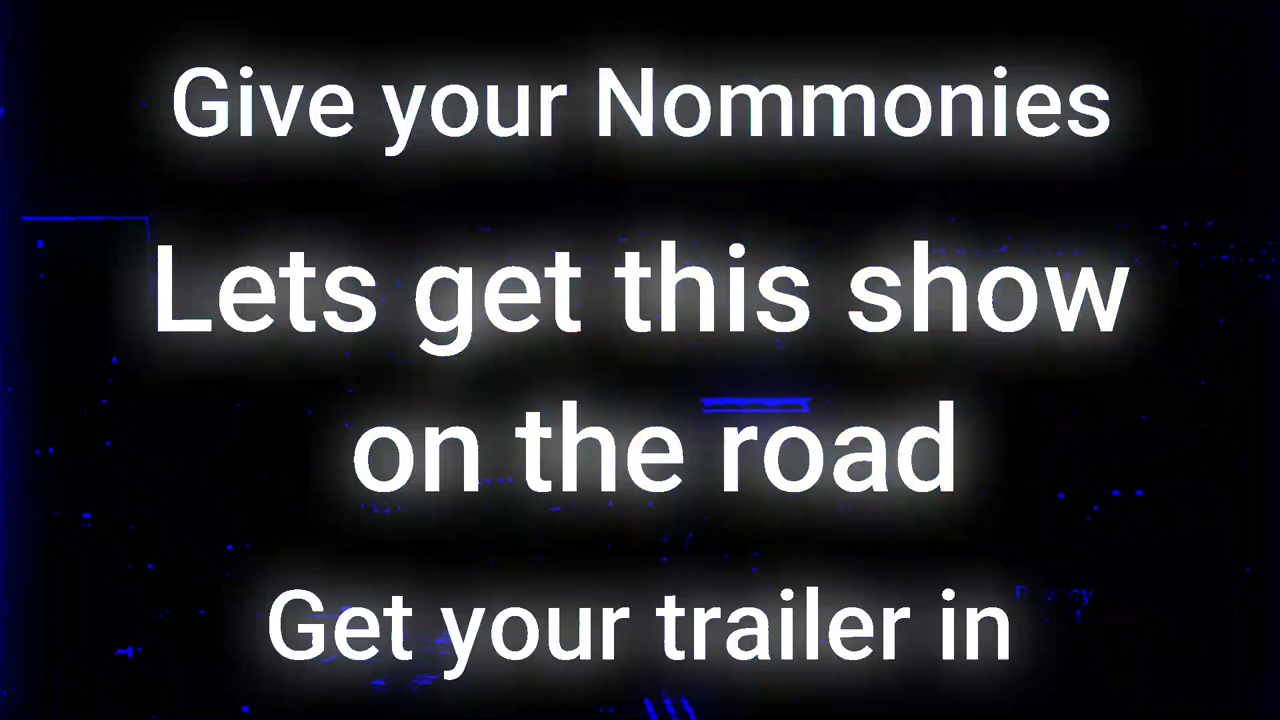 Give your Nommonies
Lets get this show
on the road
Get your trailer in